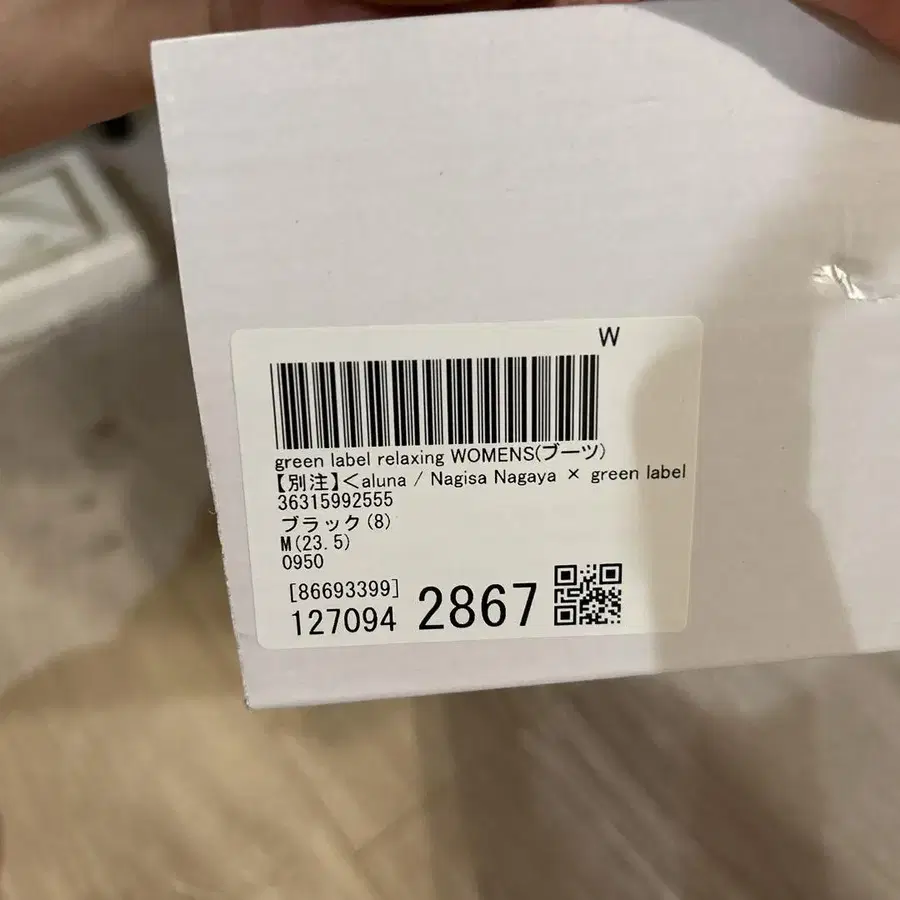 W
green label relaxing WOMENS(ブーツ)
【別注】＜aluna / Nagisa Nagaya × green label
36315992555
ブラック(8)
M(23.5)
0950
[86693399]
127094 2867